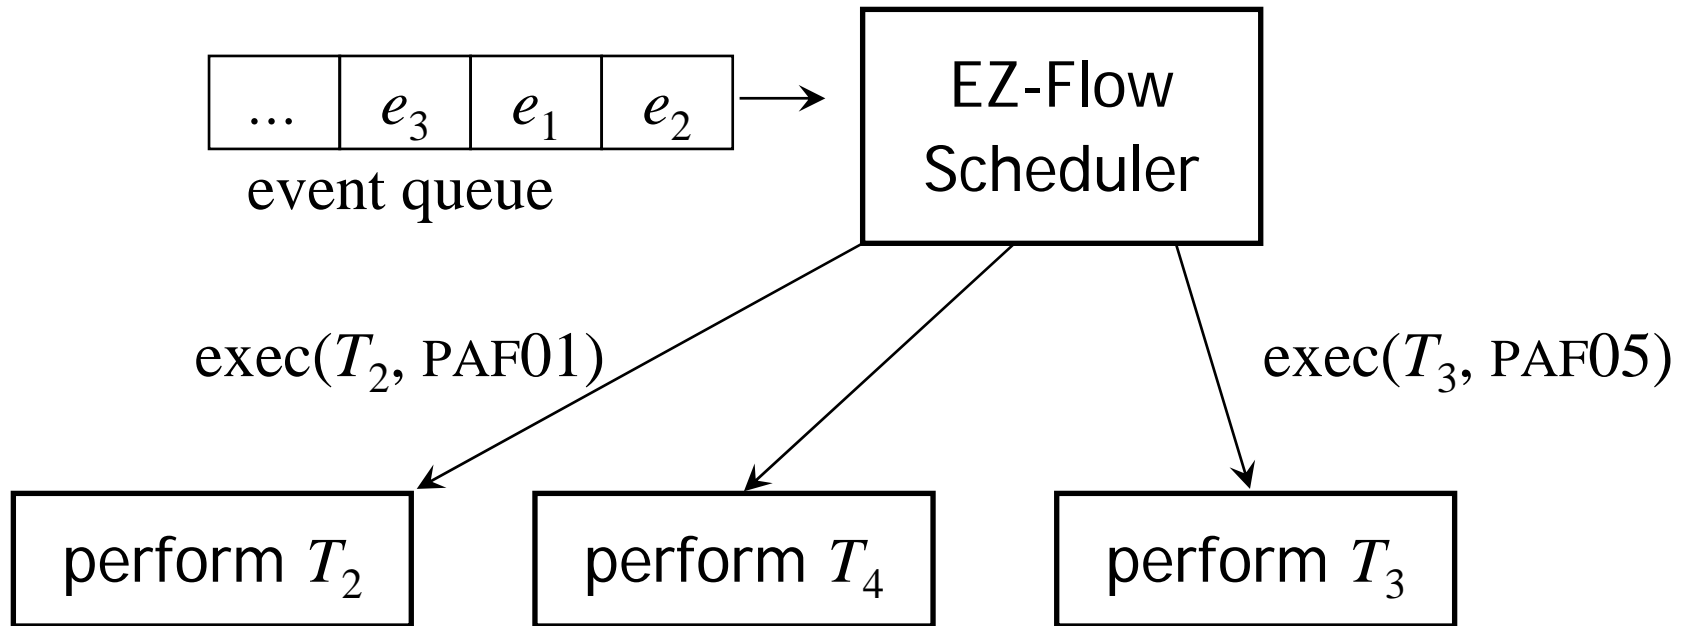 ... e₃ e₁ e₂
event queue
EZ-Flow
Scheduler
exec(T₂, PAF01)
exec(T₃, PAF05)
perform T₂
perform T₄
perform T₃